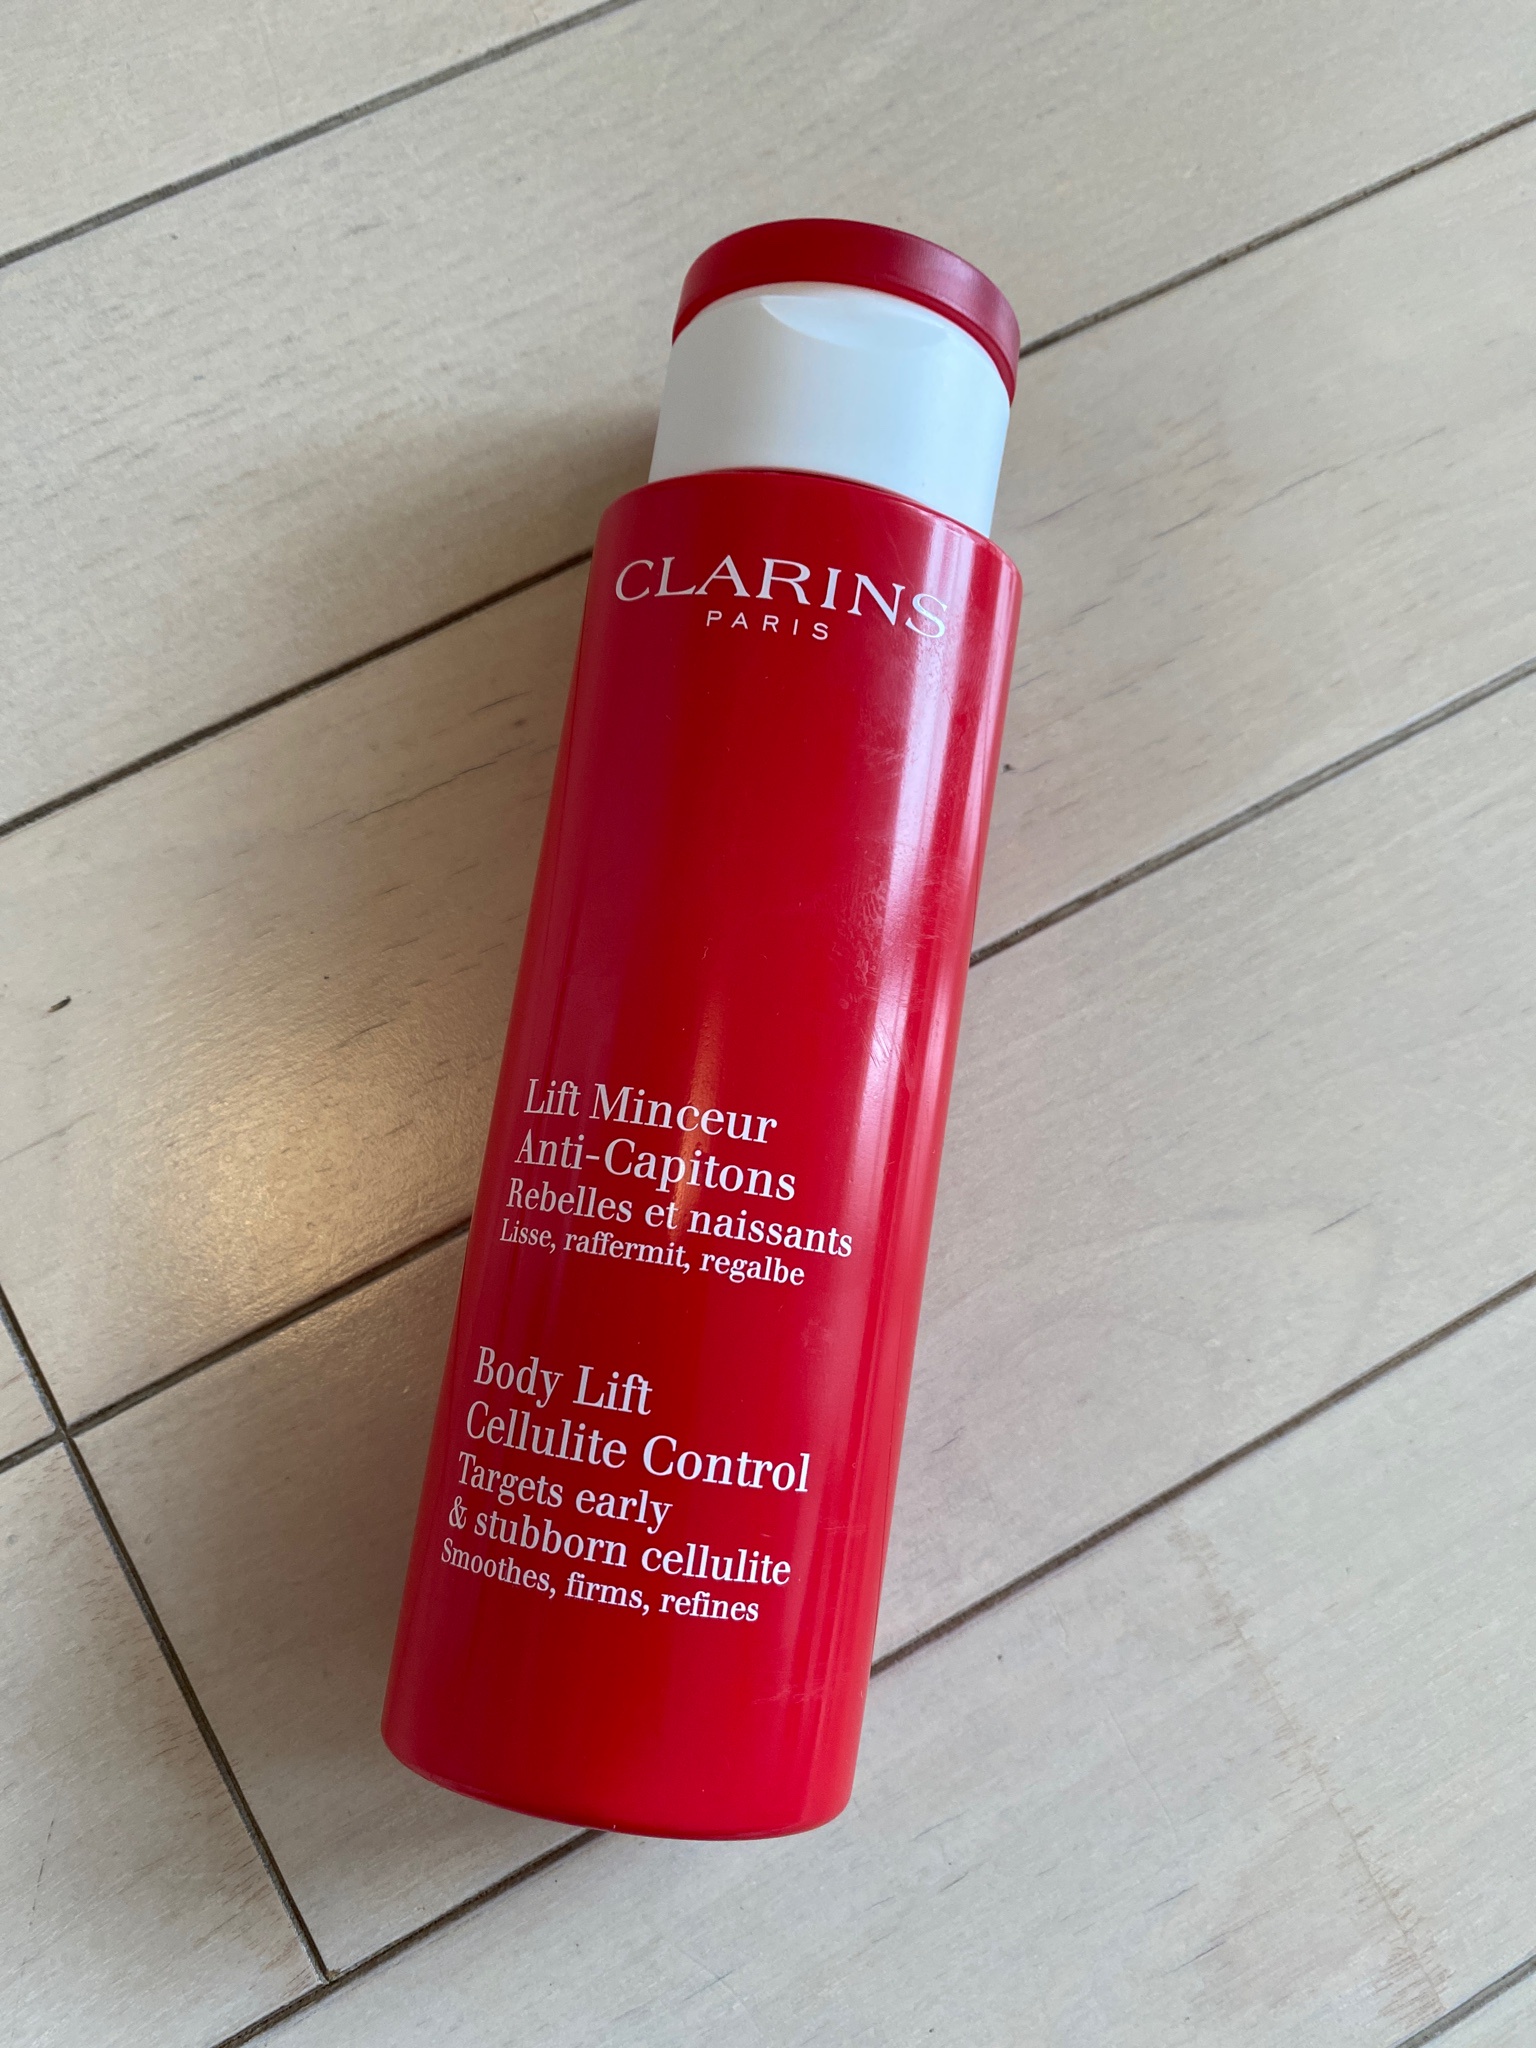 CLARINS
PARIS
Lift Minceur
Anti-Capitons
Rebelles et naissants
Lisse, raffermit, regalbe
Body Lift
Cellulite Control
Targets early
& stubborn cellulite
Smoothes, firms, refines